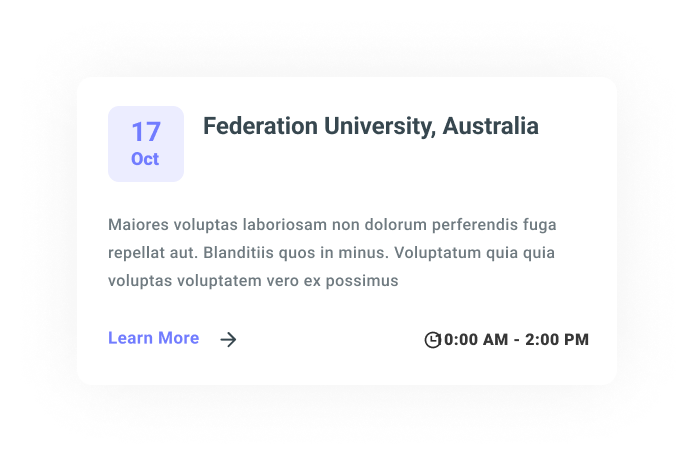 17
Oct
Federation University, Australia
Maiores voluptas laboriosam non dolorum perferendis fuga
repellat aut. Blanditiis quos in minus. Voluptatum quia quia
voluptas voluptatem vero ex possimus
Learn More
10:00 AM - 2:00 PM